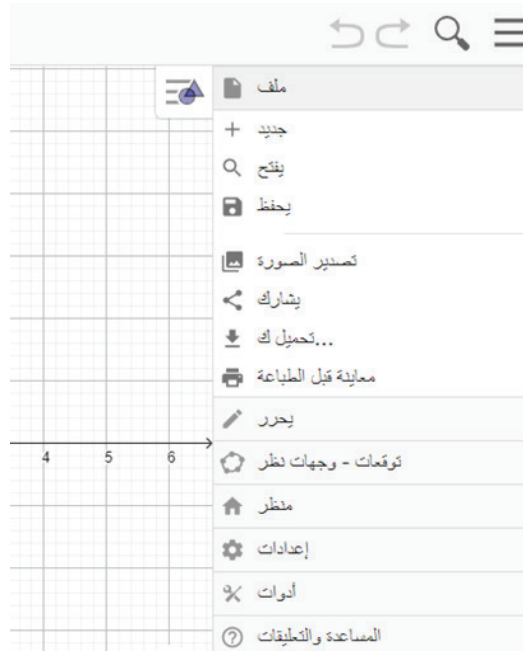 ملف
جديد
يفتح
يحفظ
تصدير الصورة
يشارك
تحميل ك...
معاينة قبل الطباعة
يحرر
4 5 6
توقعات - وجهات نظر
منظر
إعدادات
أدوات
المساعدة والتعليقات